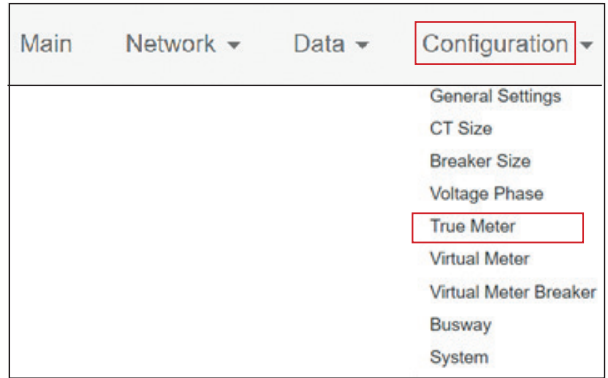 Main Network Data Configuration
General Settings
CT Size
Breaker Size
Voltage Phase
True Meter
Virtual Meter
Virtual Meter Breaker
Busway
System